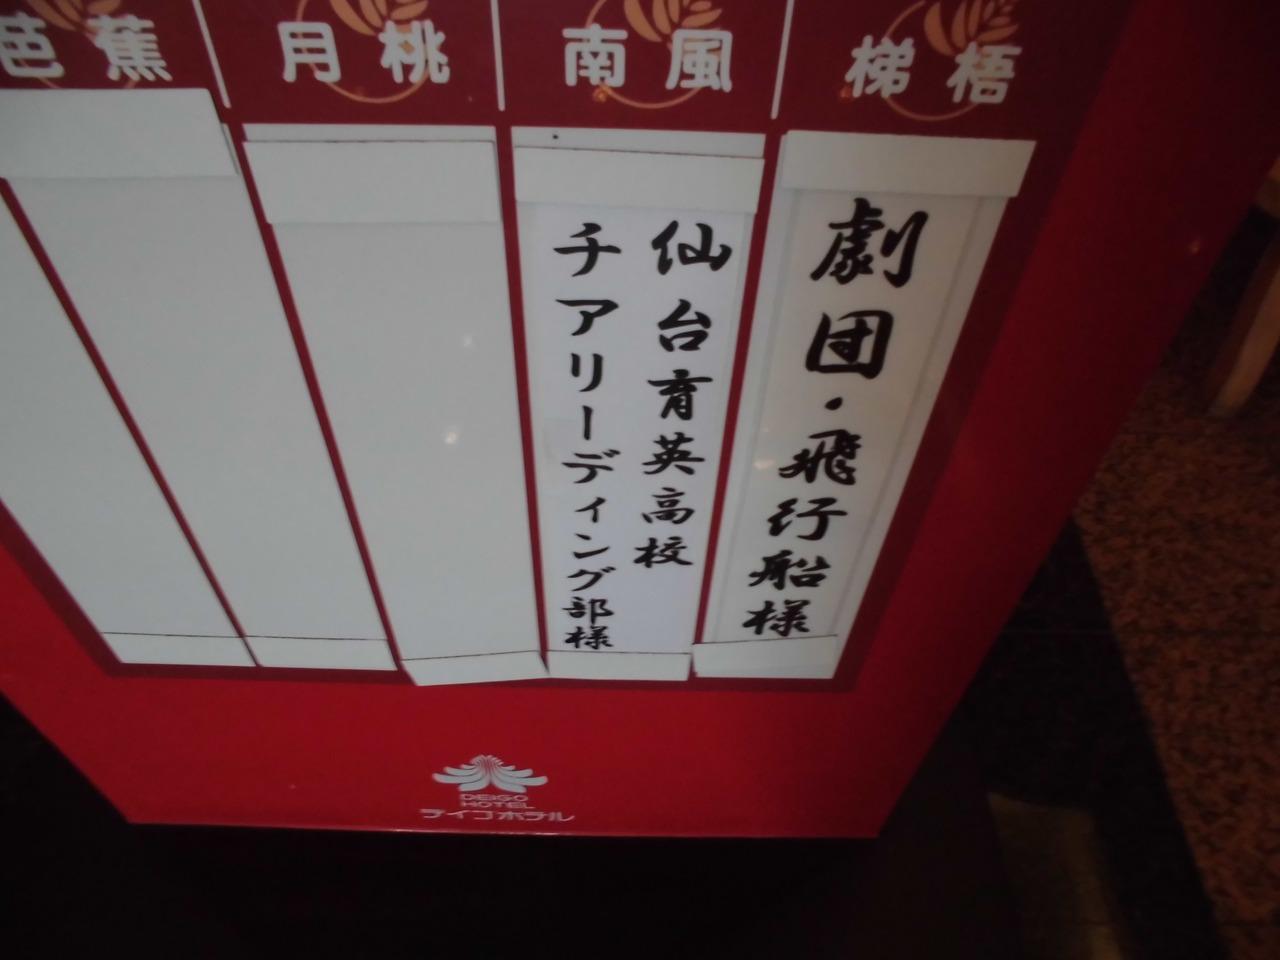 梯梧
南風
月桃
芭蕉
劇団・飛行船様
仙台育英高校
チアリーディング部様
DEIGO
HOTEL
デイゴホテル